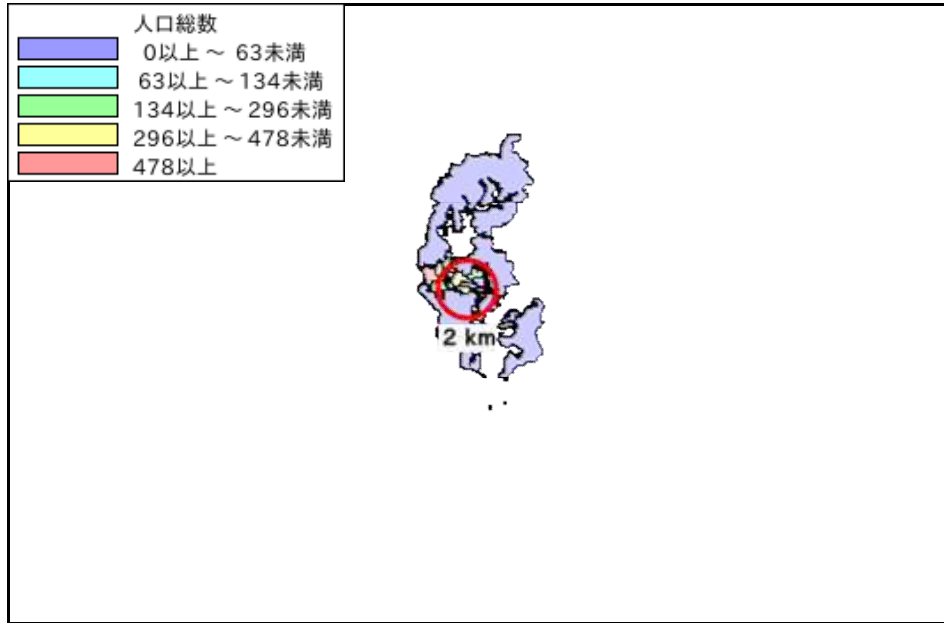 人口総数
0以上 ～ 63未満
63以上 ～ 134未満
134以上 ～ 296未満
296以上 ～ 478未満
478以上
2 km